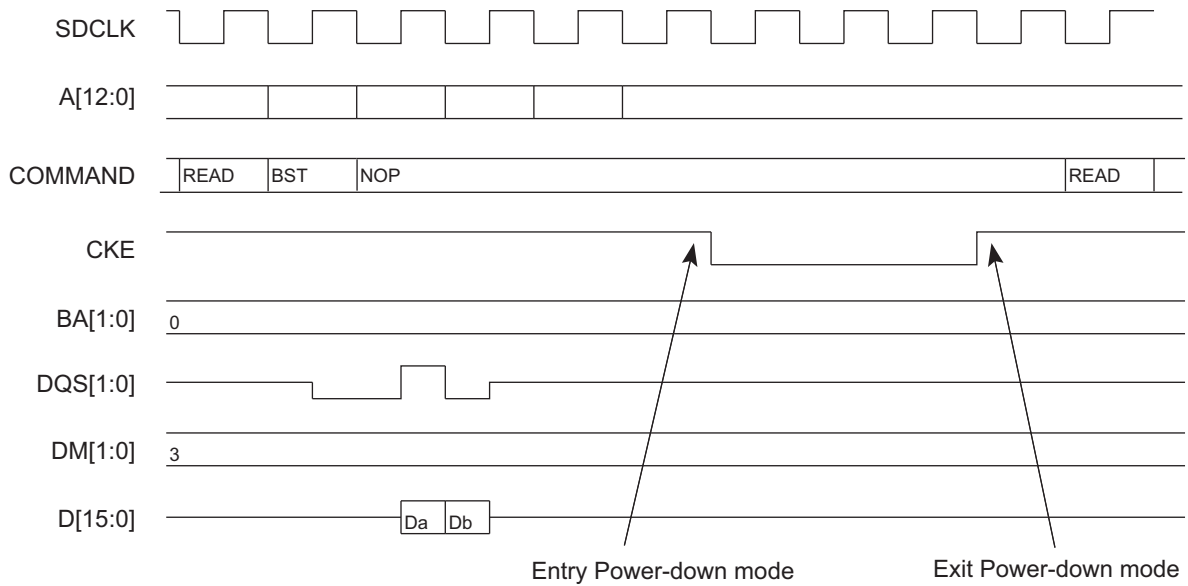 SDCLK
A[12:0]
COMMAND READ BST NOP READ
CKE
BA[1:0] 0
DQS[1:0]
DM[1:0] 3
D[15:0] Da Db
Entry Power-down mode Exit Power-down mode